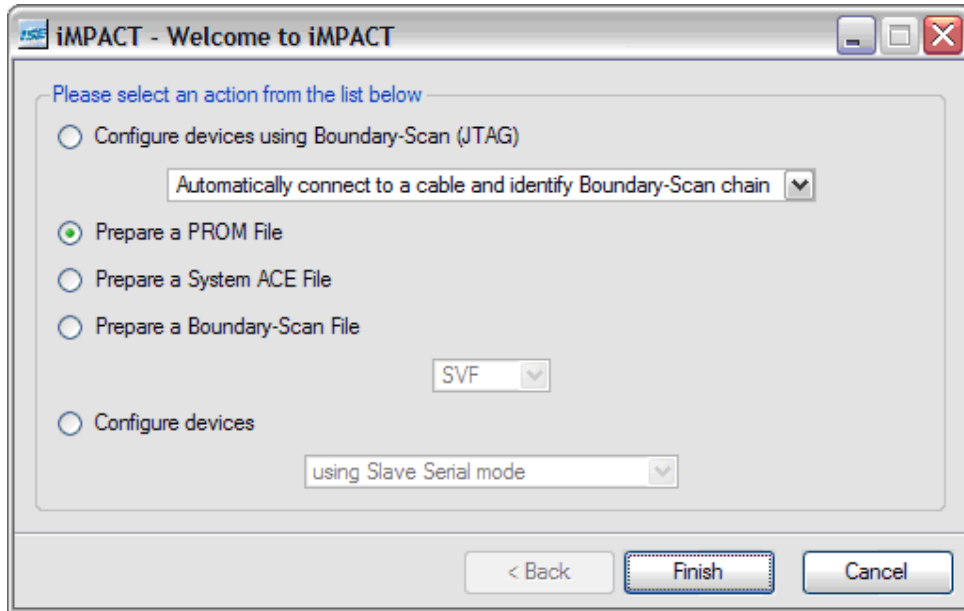 ISE iMPACT - Welcome to iMPACT
Please select an action from the list below
Configure devices using Boundary-Scan (JTAG)
Automatically connect to a cable and identify Boundary-Scan chain
Prepare a PROM File
Prepare a System ACE File
Prepare a Boundary-Scan File
SVF
Configure devices
using Slave Serial mode
< Back Finish Cancel